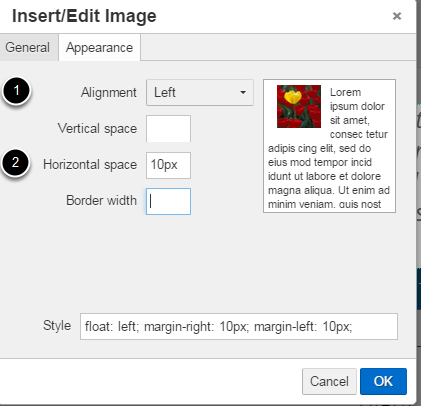 Insert/Edit Image ×
General Appearance
1 Alignment Left
Vertical space
2 Horizontal space 10px
Border width
Lorem
ipsum dolor
sit amet,
consec tetur
adipis cing elit, sed do
eius mod tempor incid
idunt ut labore et dolore
magna aliqua. Ut enim ad
minim veniam, quis nost
Style float: left; margin-right: 10px; margin-left: 10px;
Cancel OK